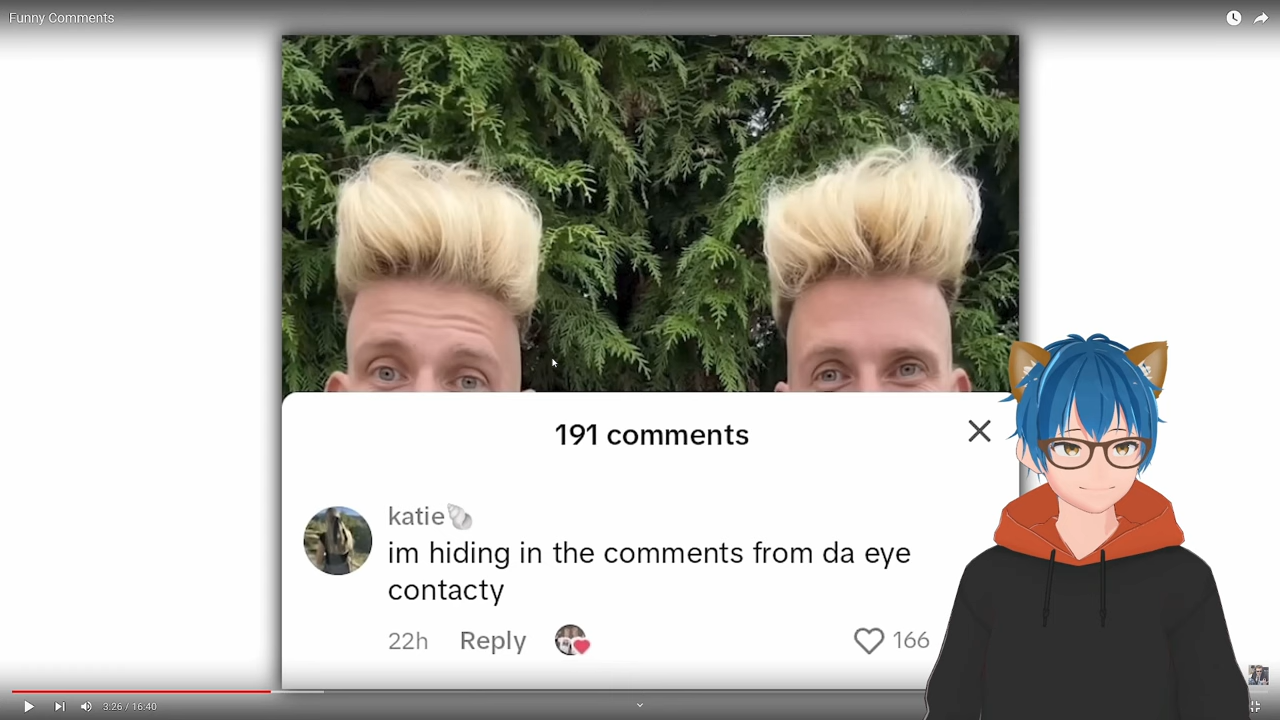 Funny Comments
191 comments
katie🐚
im hiding in the comments from da eye
contacty
22h Reply 166
3:26 / 16:40